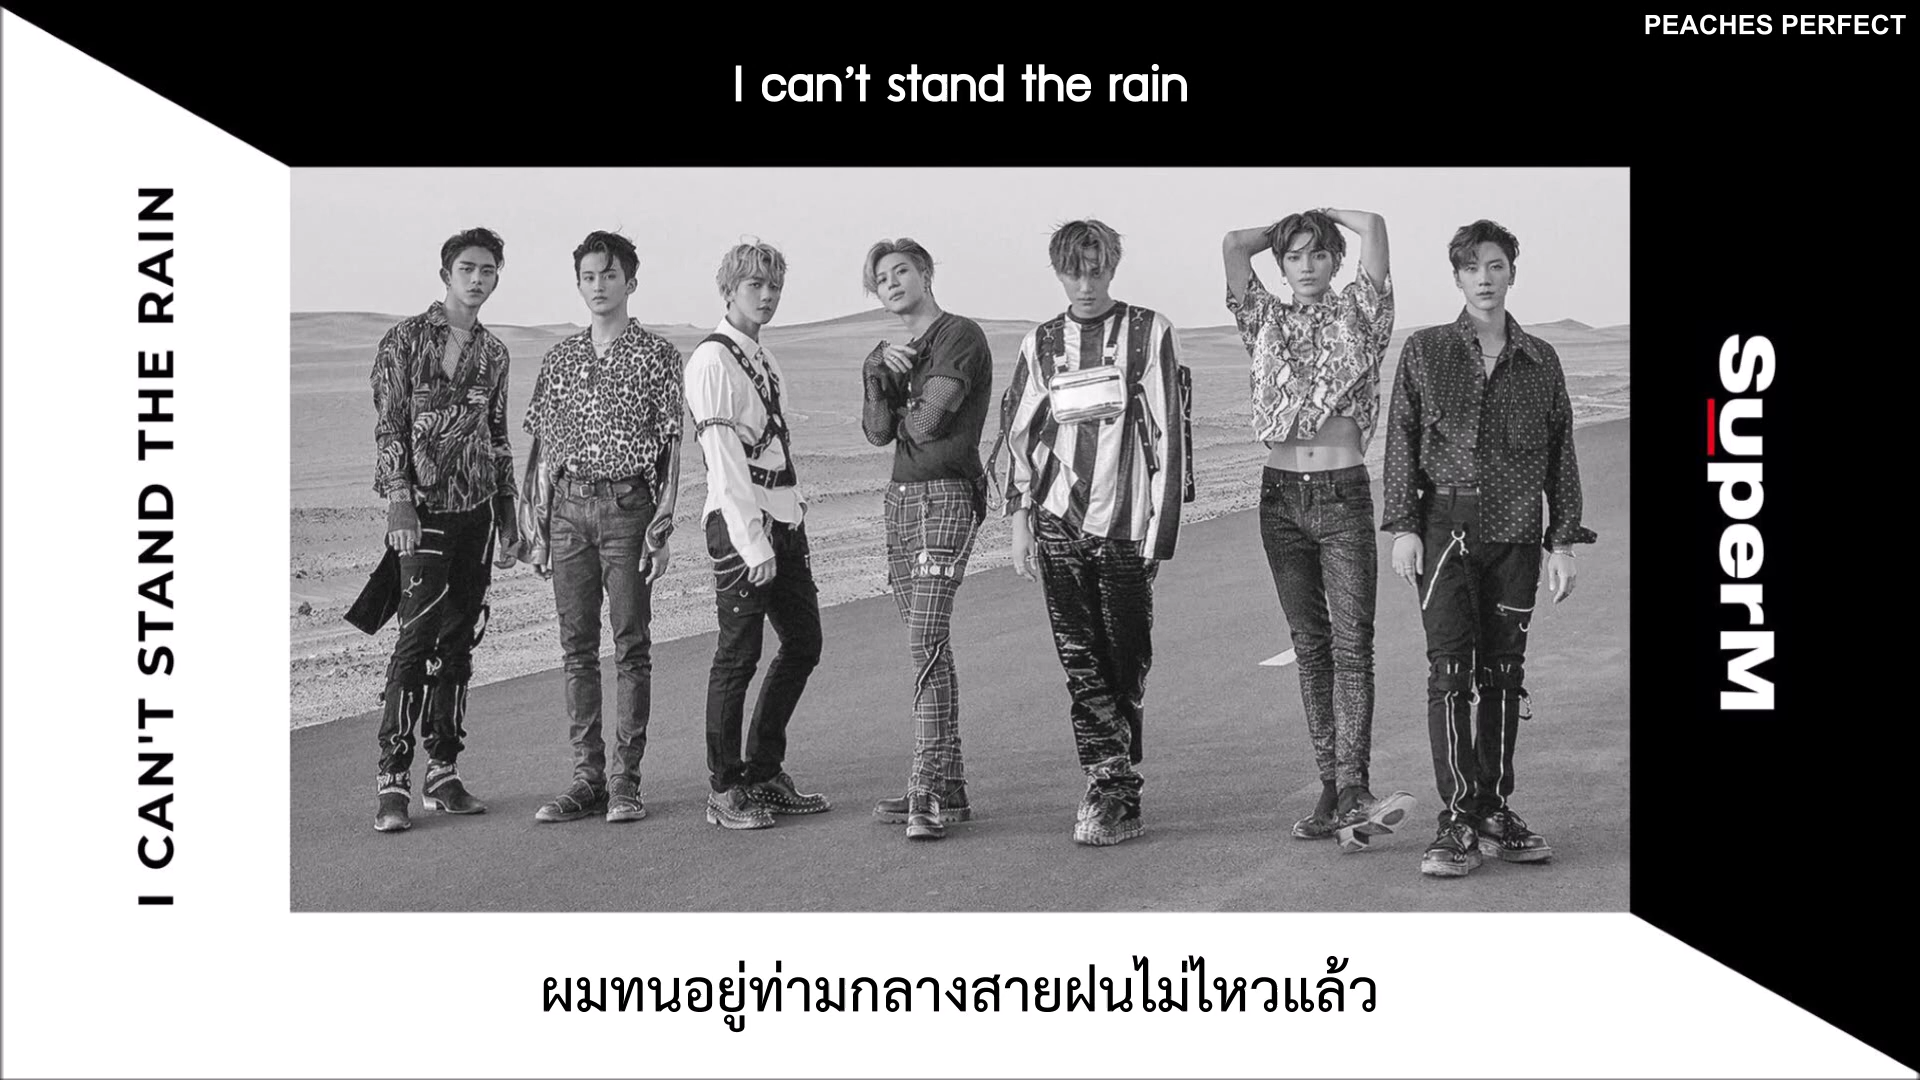 PEACHES PERFECT
I can't stand the rain
I CAN'T STAND THE RAIN
SuperM
ผมทนอยู่ท่ามกลางสายฝนไม่ไหวแล้ว